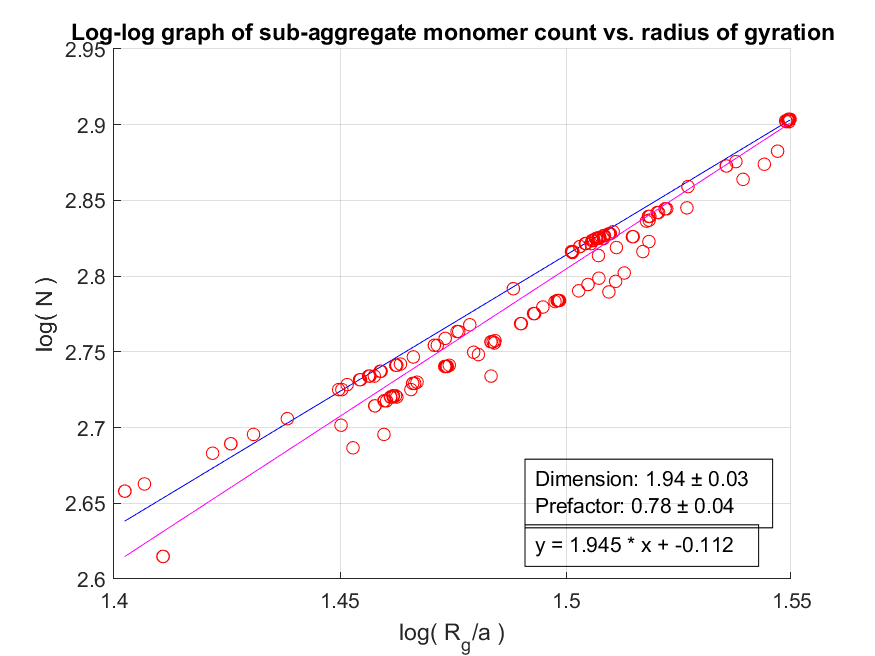 Log-log graph of sub-aggregate monomer count vs. radius of gyration
2.95
2.9
2.85
2.8
2.75
2.7
2.65
2.6
log( N )
Dimension: 1.94 ± 0.03
Prefactor: 0.78 ± 0.04
y = 1.945 * x + -0.112
1.4 1.45 1.5 1.55
log( Rg/a )